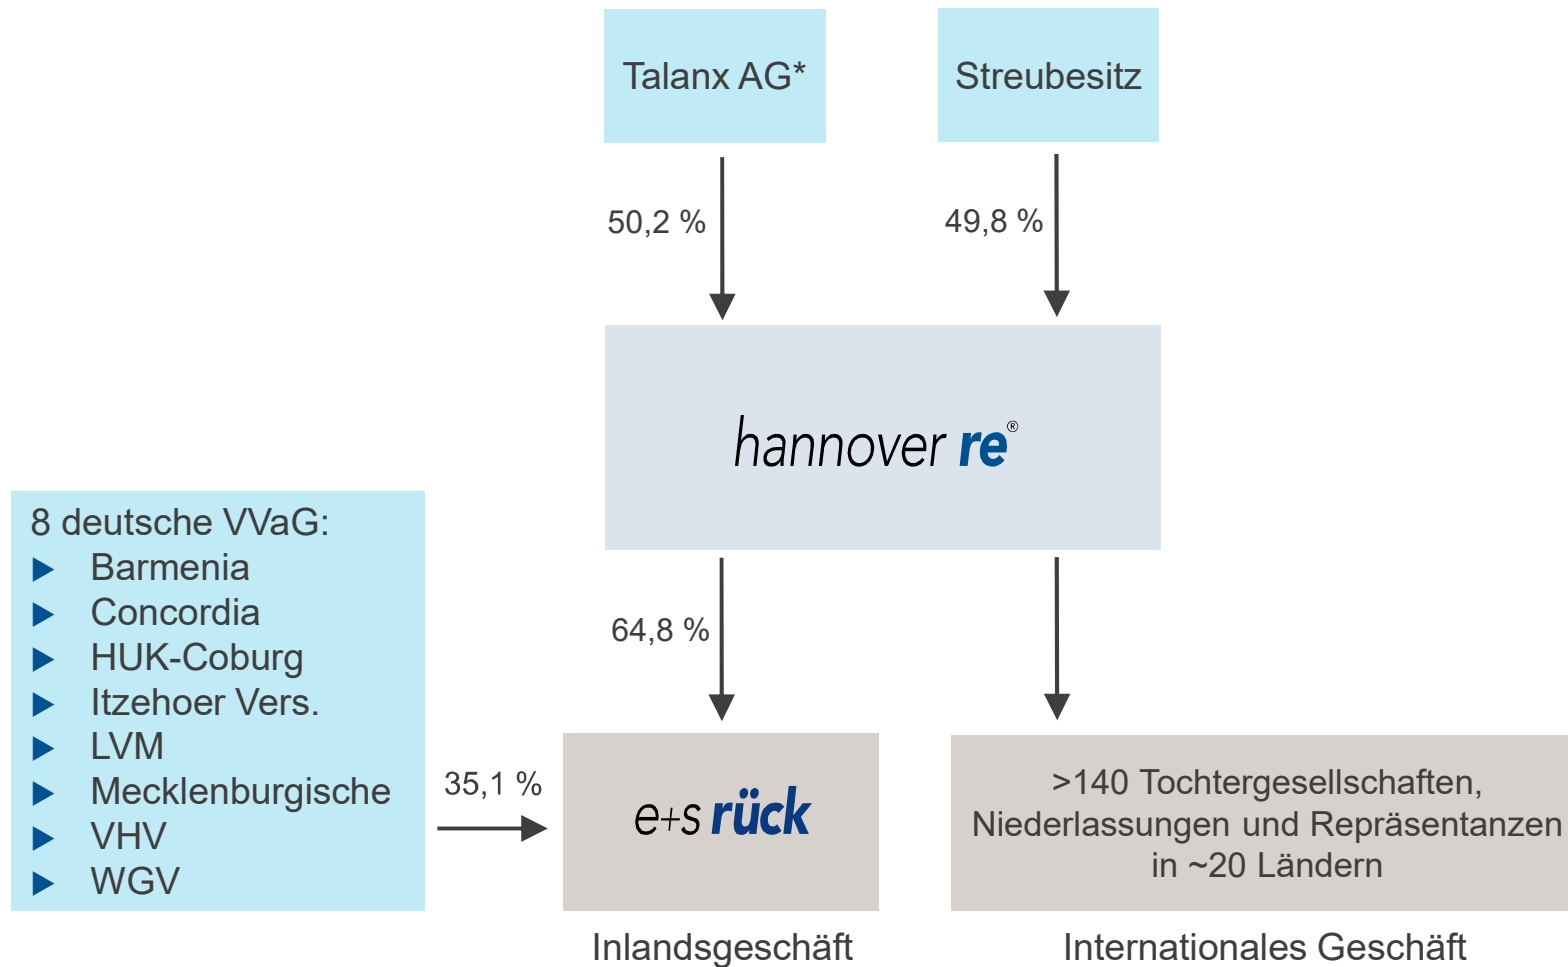 Talanx AG*
Streubesitz
50,2 %
49,8 %
hannover re®
8 deutsche VVaG:
Barmenia
Concordia
HUK-Coburg
Itzehoer Vers.
LVM
Mecklenburgische
VHV
WGV
64,8 %
35,1 %
e+s rück
>140 Tochtergesellschaften,
Niederlassungen und Repräsentanzen
in ~20 Ländern
Inlandsgeschäft
Internationales Geschäft